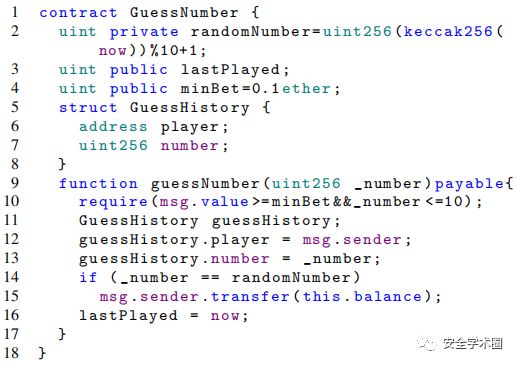 1 contract GuessNumber {
2 uint private randomNumber=uint256(keccak256(
now))%10+1;
3 uint public lastPlayed;
4 uint public minBet=0.1ether;
5 struct GuessHistory {
6 address player;
7 uint256 number;
8 }
9 function guessNumber(uint256 _number)payable{
10 require(msg.value>=minBet&&_number<=10);
11 GuessHistory guessHistory;
12 guessHistory.player = msg.sender;
13 guessHistory.number = _number;
14 if (_number == randomNumber)
15 msg.sender.transfer(this.balance);
16 lastPlayed = now;
17 }
18 }
安全学术圈